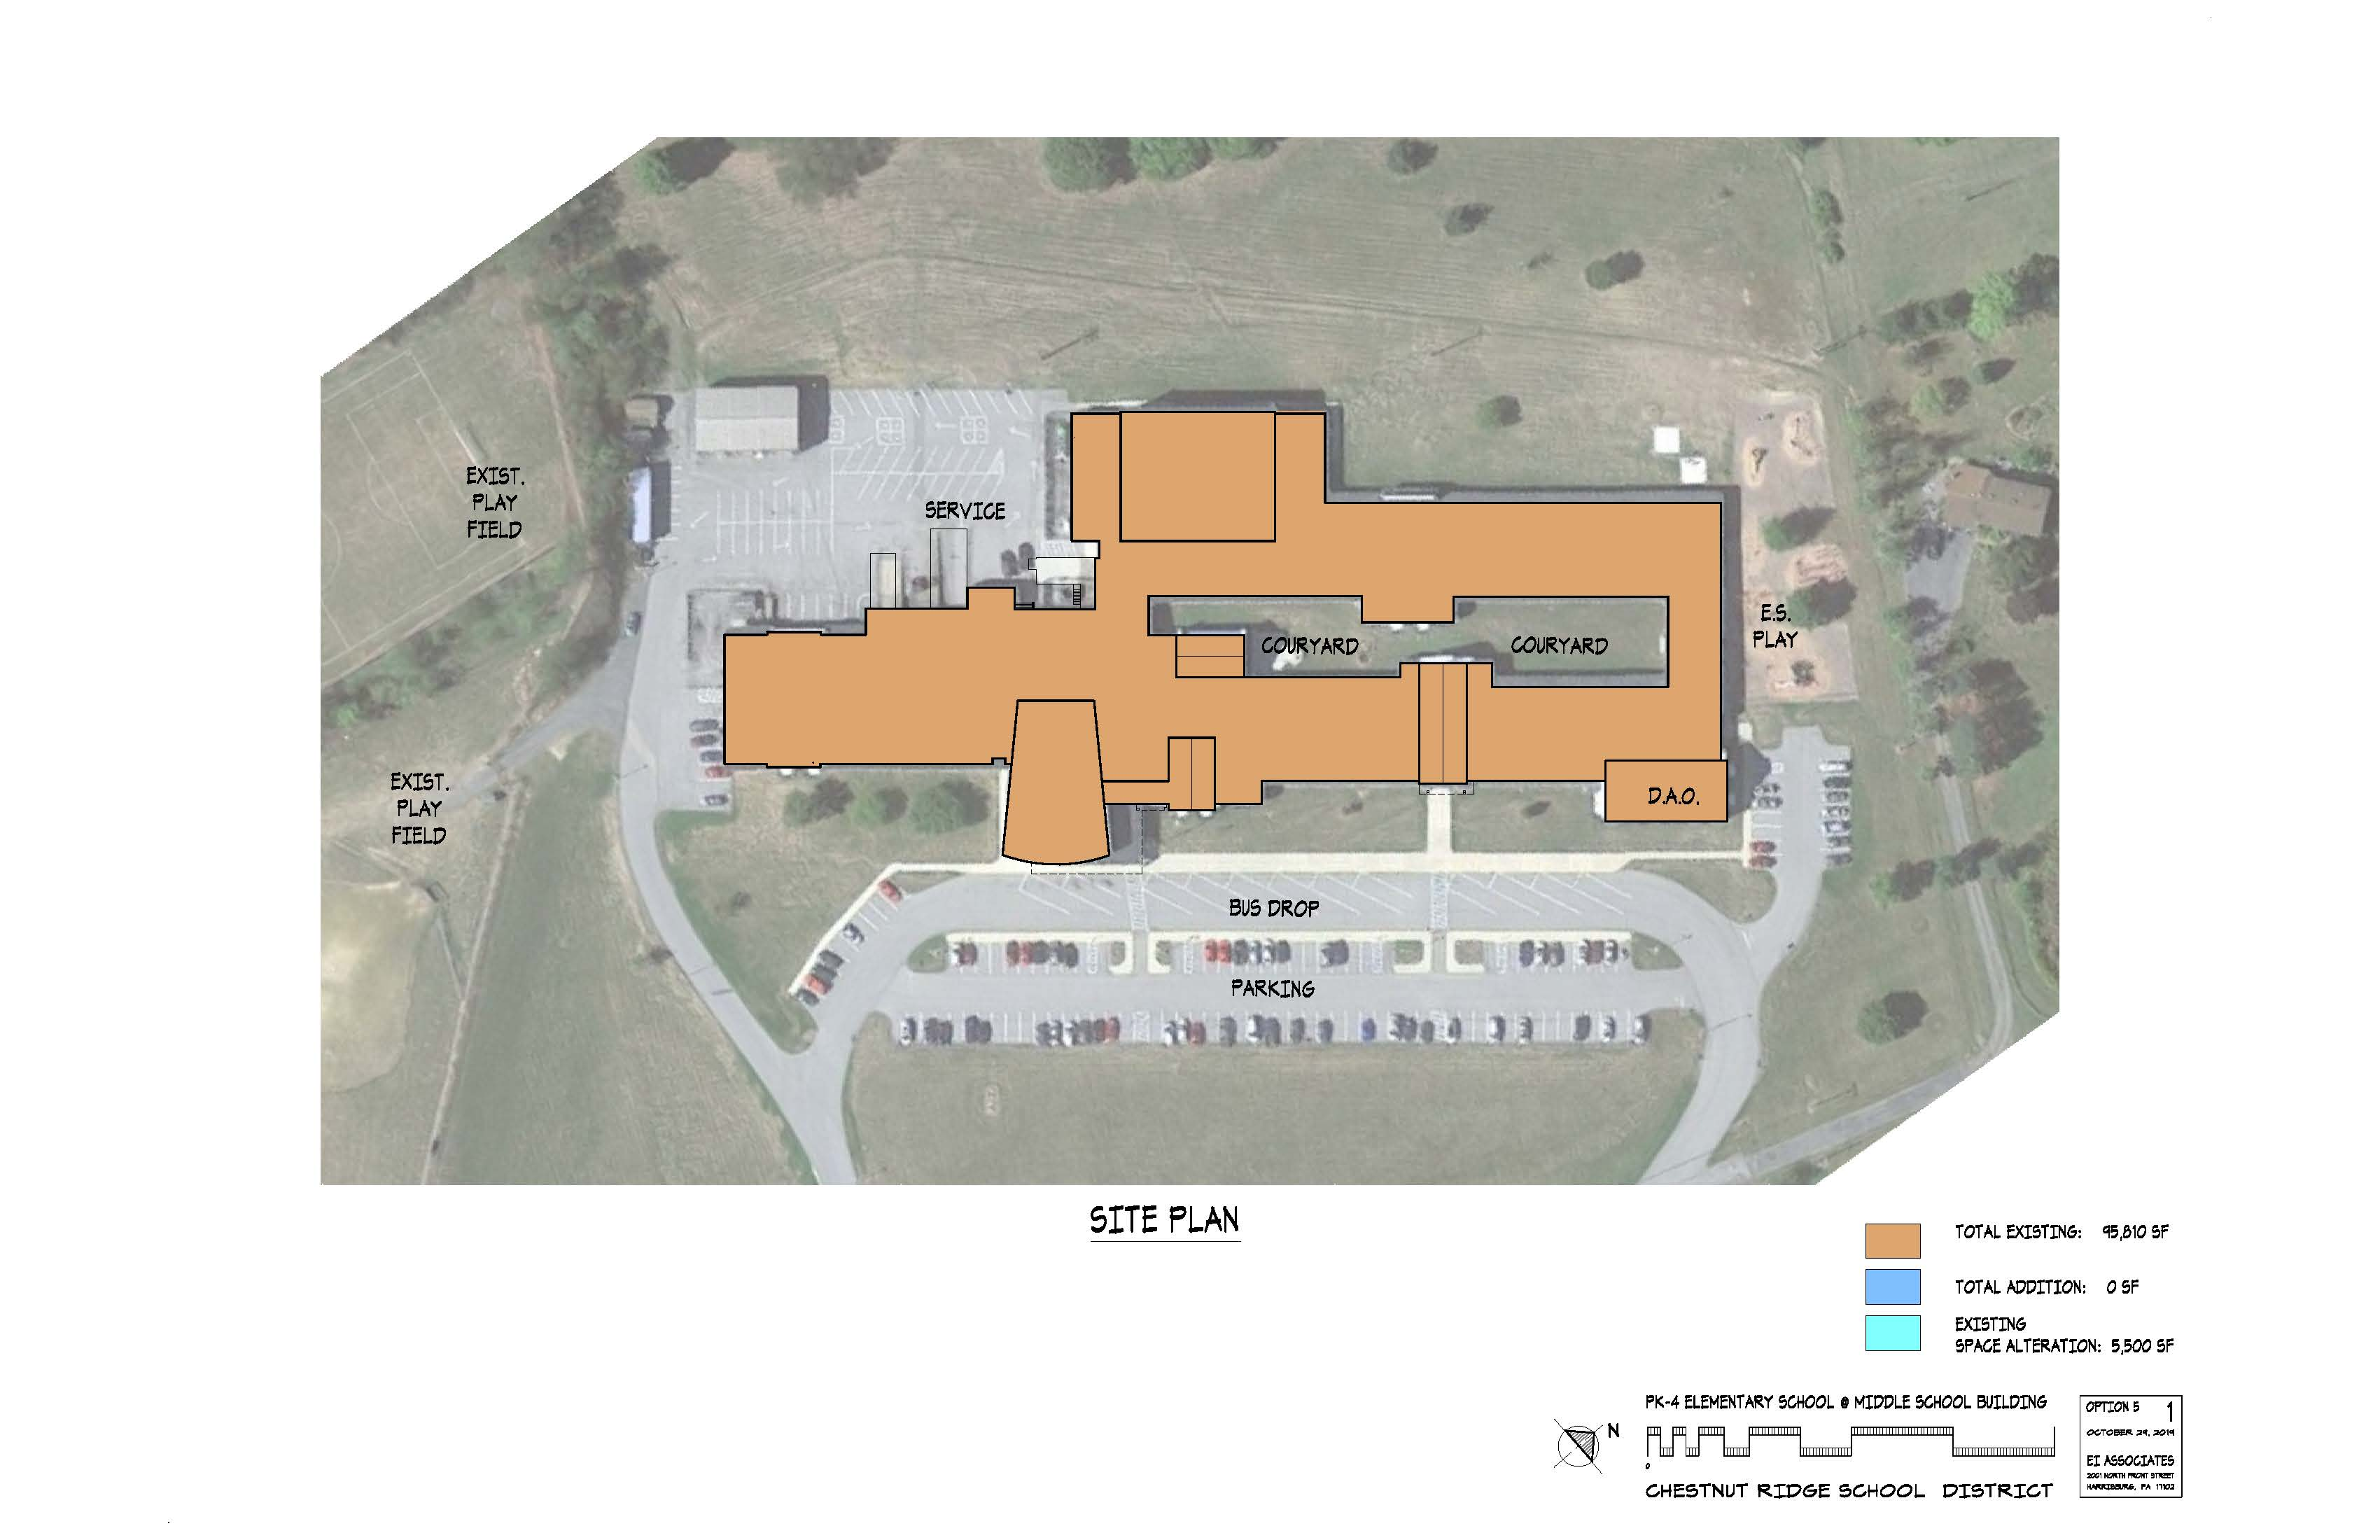 EXIST.
PLAY
FIELD
SERVICE
COURYARD
COURYARD
E.S.
PLAY
EXIST.
PLAY
FIELD
D.A.O.
BUS DROP
PARKING
SITE PLAN
TOTAL EXISTING: 95,810 SF
TOTAL ADDITION: 0 SF
EXISTING
SPACE ALTERATION: 5,500 SF
PK-4 ELEMENTARY SCHOOL @ MIDDLE SCHOOL BUILDING
N
0
CHESTNUT RIDGE SCHOOL DISTRICT
OPTION 5 1
OCTOBER 29, 2019
EI ASSOCIATES
2001 NORTH FRONT STREET
HARRISBURG, PA 17102